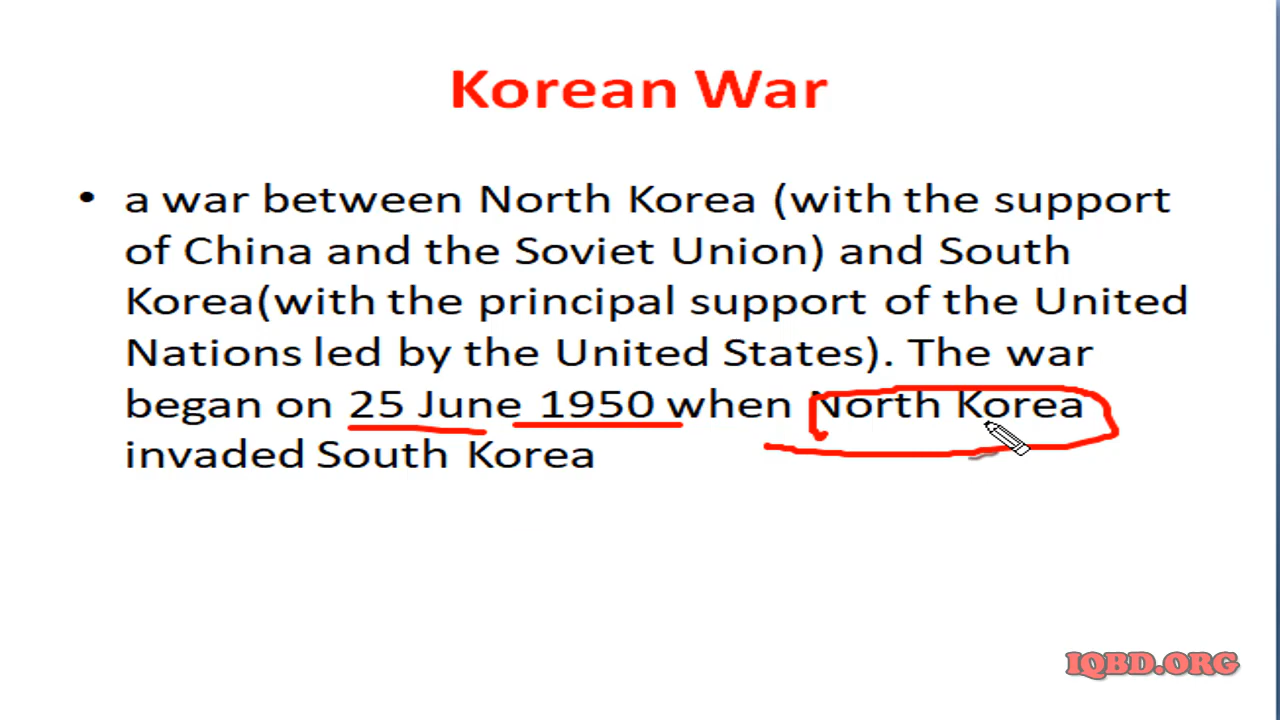 Korean War
• a war between North Korea (with the support
of China and the Soviet Union) and South
Korea(with the principal support of the United
Nations led by the United States). The war
began on 25 June 1950 when North Korea
invaded South Korea
IQBD.ORG